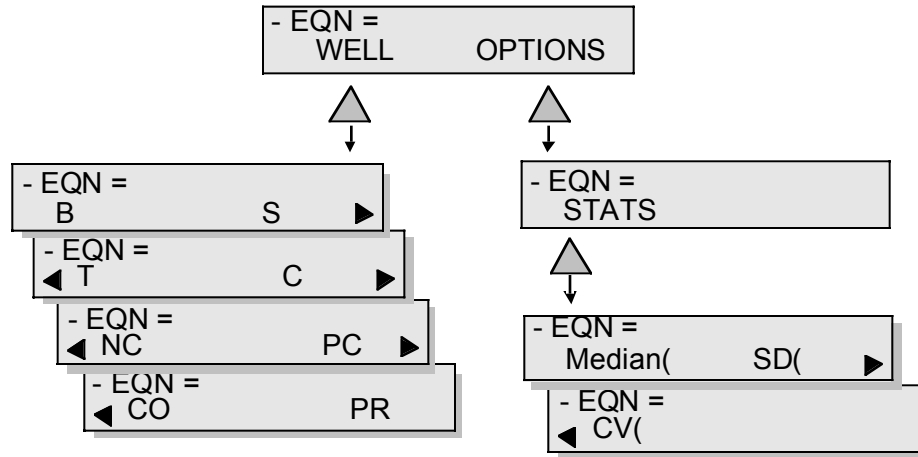 - EQN =
WELL OPTIONS
- EQN =
B S
- EQN =
T C
- EQN =
NC PC
- EQN =
CO PR
- EQN =
STATS
- EQN =
Median( SD(
- EQN =
CV(